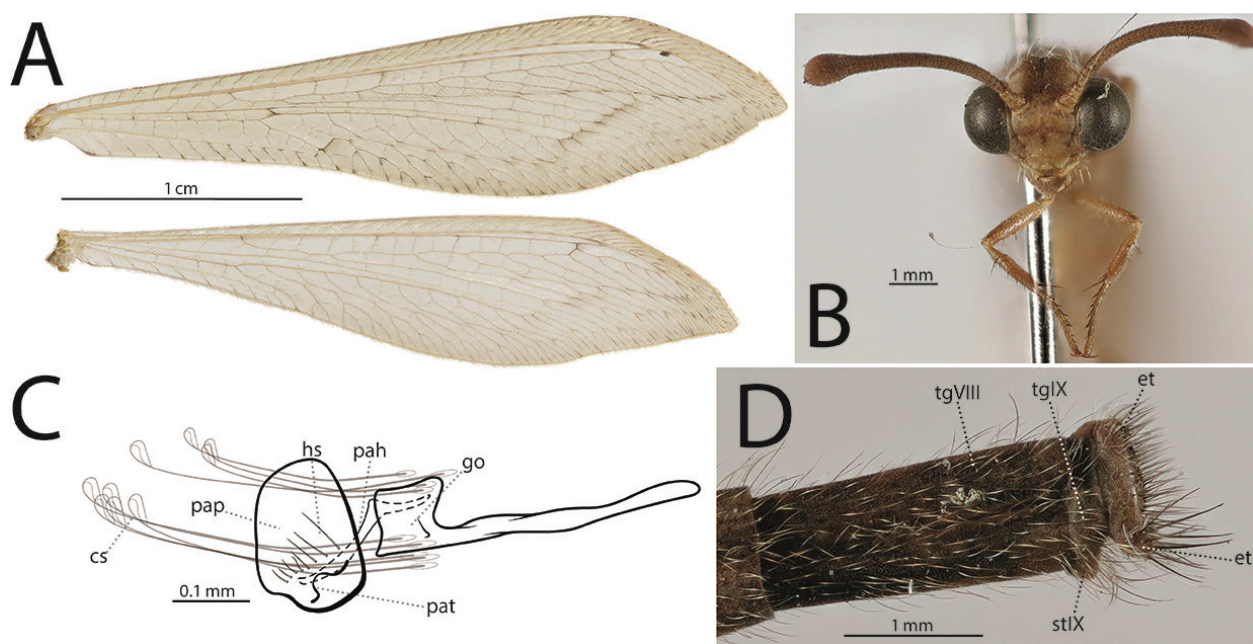 A
1 cm
B
1 mm
C
hs
pah
go
pap
cs
0.1 mm
pat
D
tgVIII
tgIX
et
et
stIX
1 mm